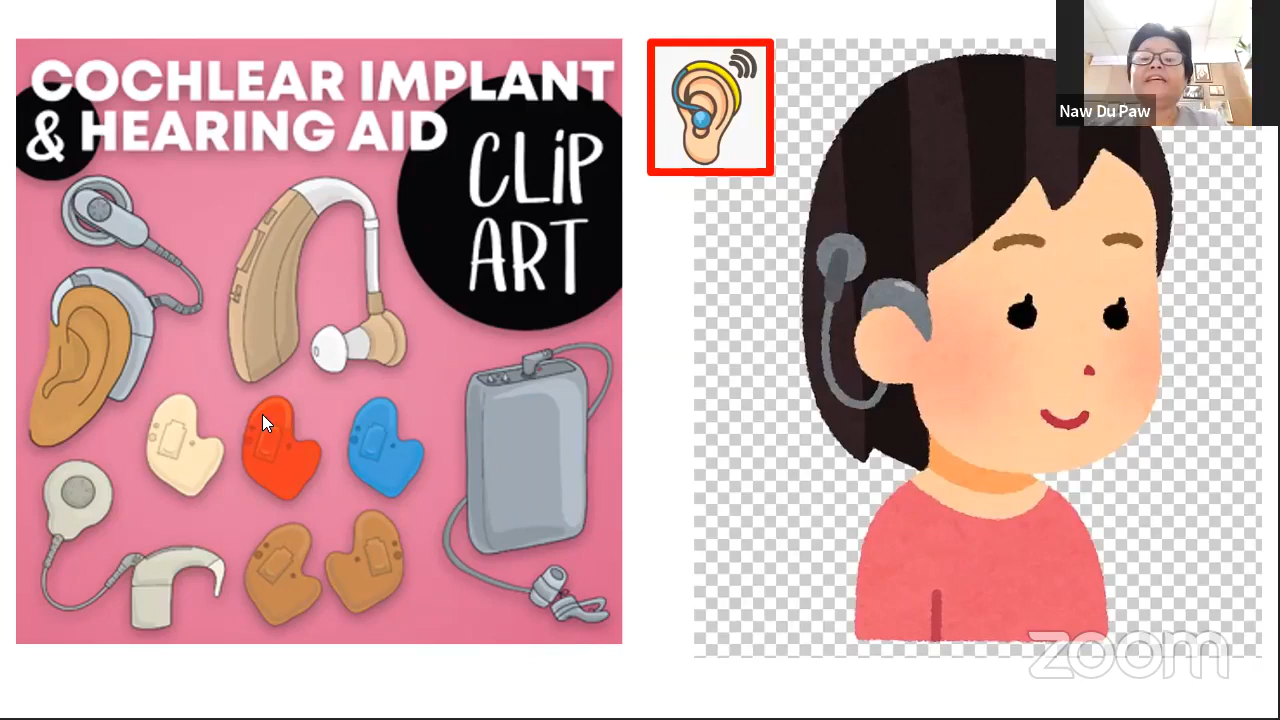 COCHLEAR IMPLANT
& HEARING AID
CLiP
ART
Naw Du Paw
zoom